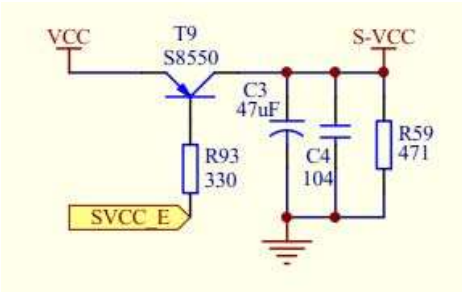 VCC
T9
S8550
S-VCC
C3
47uF
C4
104
R59
471
R93
330
SVCC_E